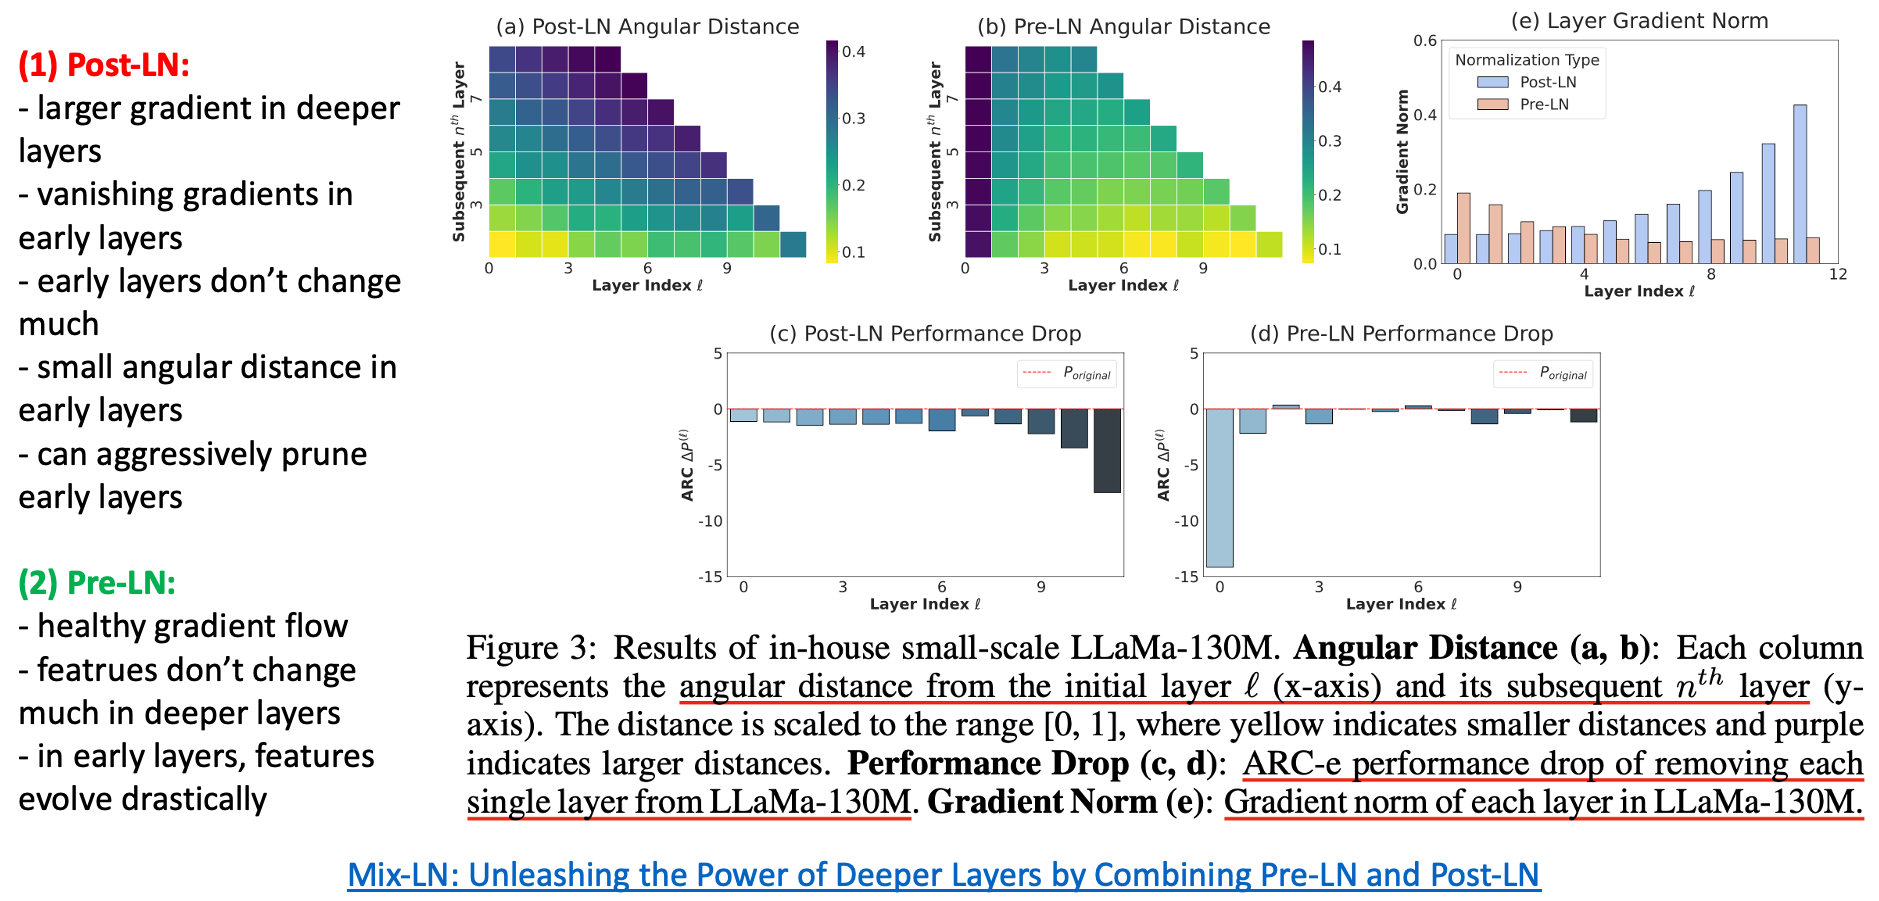 (1) Post-LN:
- larger gradient in deeper
layers
- vanishing gradients in
early layers
- early layers don’t change
much
- small angular distance in
early layers
- can aggressively prune
early layers
(2) Pre-LN:
- healthy gradient flow
- featrues don’t change
much in deeper layers
- in early layers, features
evolve drastically
(a) Post-LN Angular Distance
Subsequent nth Layer
7
5
3
0 3 6 9
Layer Index ℓ
0.4
0.3
0.2
0.1
(b) Pre-LN Angular Distance
Subsequent nth Layer
7
5
3
0 3 6 9
Layer Index ℓ
0.4
0.3
0.2
0.1
(e) Layer Gradient Norm
Gradient Norm
0.6
0.4
0.2
0.0
Normalization Type
Post-LN
Pre-LN
0 4 8 12
Layer Index ℓ
(c) Post-LN Performance Drop
ARC ΔP(ℓ)
5
0
-5
-10
-15
Poriginal
0 3 6 9
Layer Index ℓ
(d) Pre-LN Performance Drop
ARC ΔP(ℓ)
5
0
-5
-10
-15
Poriginal
0 3 6 9
Layer Index ℓ
Figure 3: Results of in-house small-scale LLaMa-130M. Angular Distance (a, b): Each column
represents the angular distance from the initial layer ℓ (x-axis) and its subsequent nth layer (y-
axis). The distance is scaled to the range [0, 1], where yellow indicates smaller distances and purple
indicates larger distances. Performance Drop (c, d): ARC-e performance drop of removing each
single layer from LLaMa-130M. Gradient Norm (e): Gradient norm of each layer in LLaMa-130M.
Mix-LN: Unleashing the Power of Deeper Layers by Combining Pre-LN and Post-LN